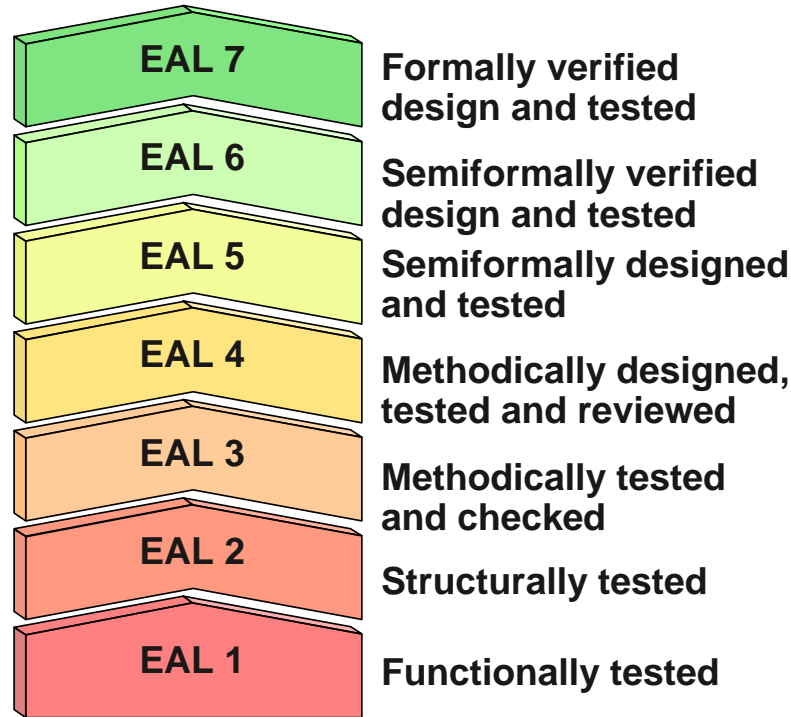 EAL 7
Formally verified
design and tested
EAL 6
Semiformally verified
design and tested
EAL 5
Semiformally designed
and tested
EAL 4
Methodically designed,
tested and reviewed
EAL 3
Methodically tested
and checked
EAL 2
Structurally tested
EAL 1
Functionally tested